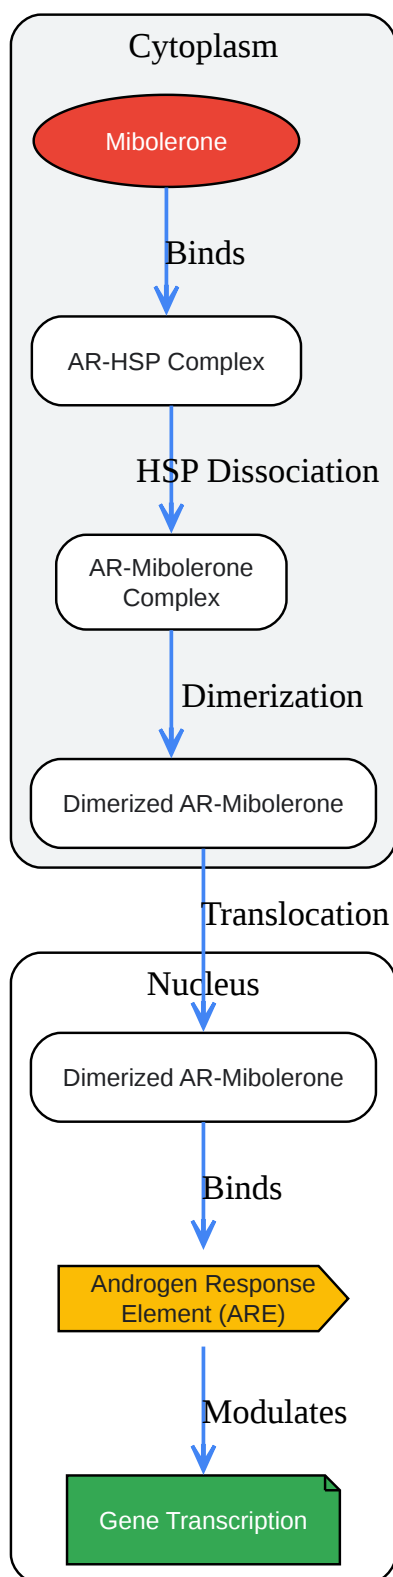 Cytoplasm
Mibolerone
Binds
AR-HSP Complex
HSP Dissociation
AR-Mibolerone
Complex
Dimerization
Dimerized AR-Mibolerone
Translocation
Nucleus
Dimerized AR-Mibolerone
Binds
Androgen Response
Element (ARE)
Modulates
Gene Transcription